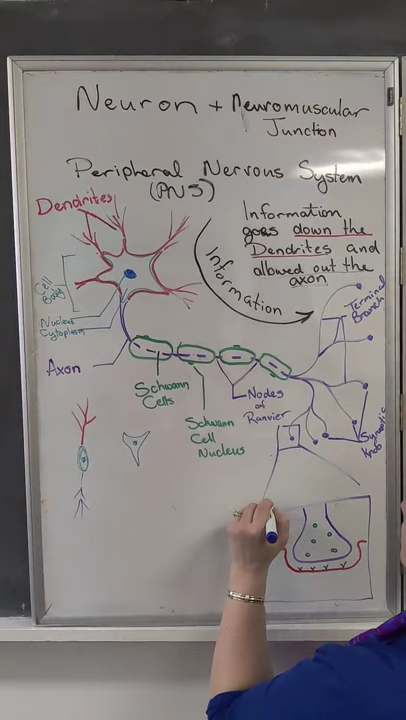 Neuron + Neuromuscular
Junction
Peripheral Nervous System
(PNS)
Dendrites
Information
goes down the
Dendrites and
allowed out the
axon
Information
Cell
Body
Nucleus
Cytoplasm
Axon
Terminal
Branch
Schwann
Cells
Schwann
Cell
Nucleus
Nodes
of
Ranvier
Synaptic
Knob